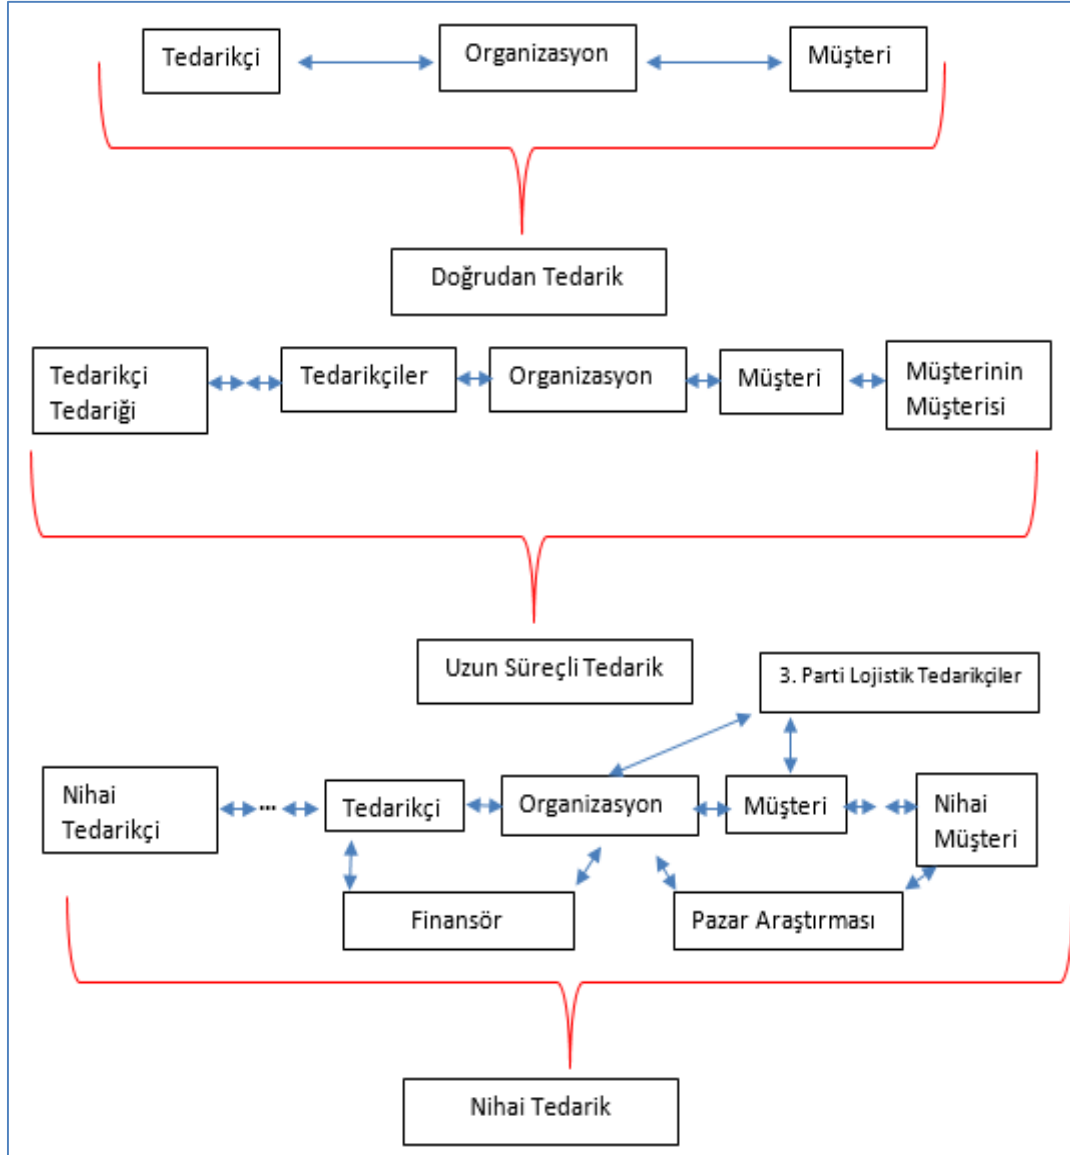 Tedarikçi
Organizasyon
Müşteri
Doğrudan Tedarik
Tedarikçi
Tedariği
Tedarikçiler
Organizasyon
Müşteri
Müşterinin
Müşterisi
Uzun Süreçli Tedarik
3. Parti Lojistik Tedarikçiler
Nihai
Tedarikçi
...
Tedarikçi
Organizasyon
Müşteri
Nihai
Müşteri
Finansör
Pazar Araştırması
Nihai Tedarik